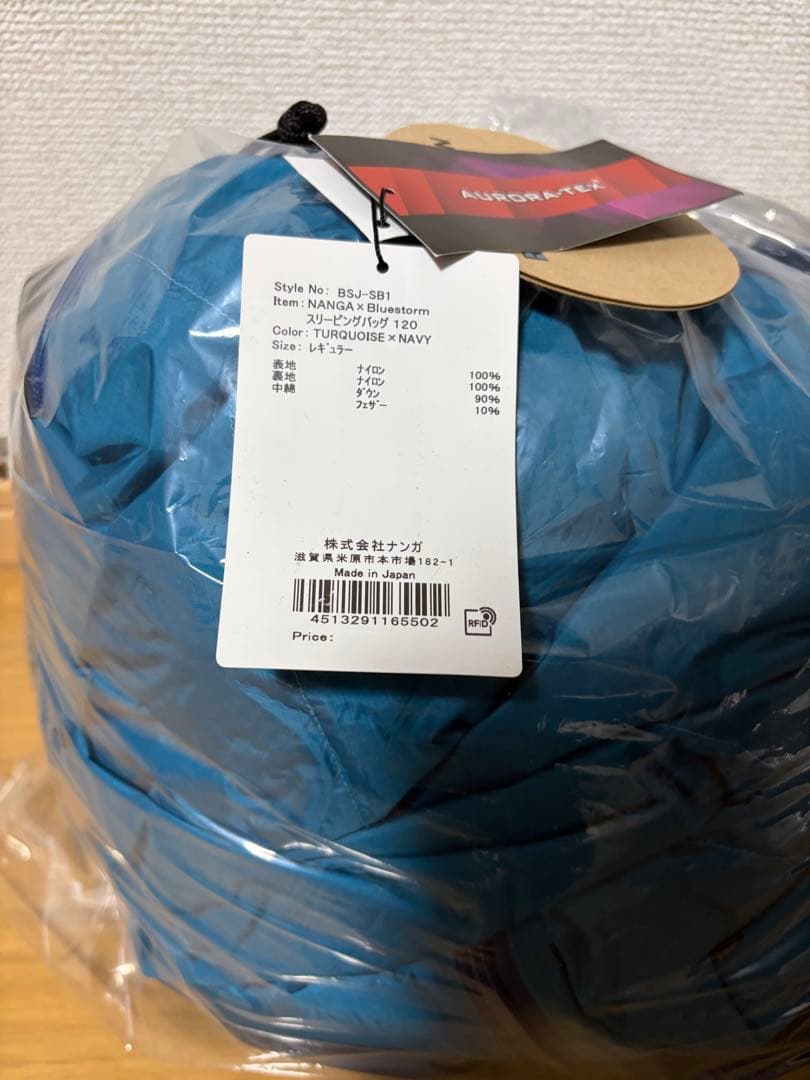 AURORA-TEX®
Style No: BSJ-SB1
Item: NANGA×Bluestorm
スリーピングバッグ 120
Color: TURQUOISE×NAVY
Size: レギュラー
表地 ナイロン 100%
裏地 ナイロン 100%
中綿 ダウン 90%
フェザー 10%
株式会社ナンガ
滋賀県米原市本市場182-1
Made in Japan
4513291165502
RFID
Price: